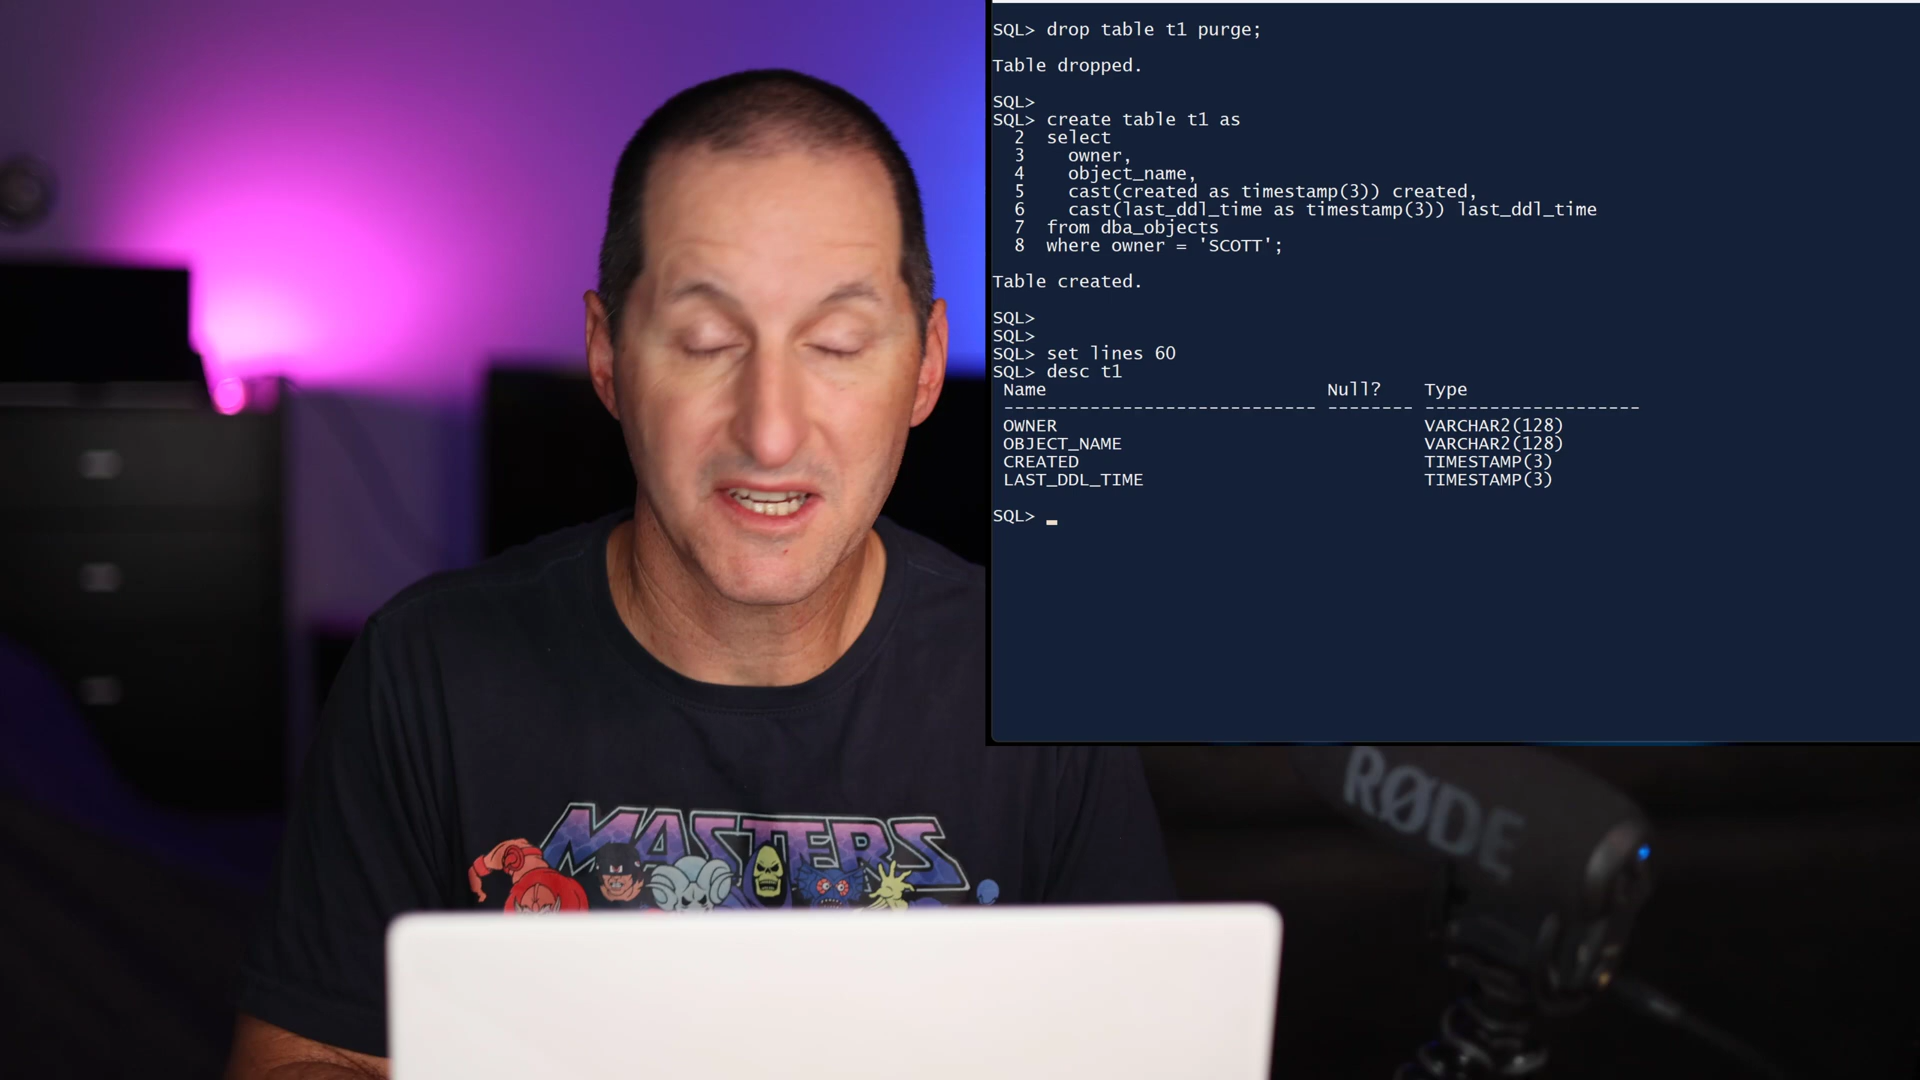 SQL> drop table t1 purge;
Table dropped.
SQL>
SQL> create table t1 as
  2  select
  3    owner,
  4    object_name,
  5    cast(created as timestamp(3)) created,
  6    cast(last_ddl_time as timestamp(3)) last_ddl_time
  7  from dba_objects
  8  where owner = 'SCOTT';
Table created.
SQL>
SQL>
SQL> set lines 60
SQL> desc t1
 Name                          Null?    Type
 ----------------------------- -------- --------------------
 OWNER                                  VARCHAR2(128)
 OBJECT_NAME                            VARCHAR2(128)
 CREATED                                TIMESTAMP(3)
 LAST_DDL_TIME                          TIMESTAMP(3)
SQL>
MASTERS
RØDE